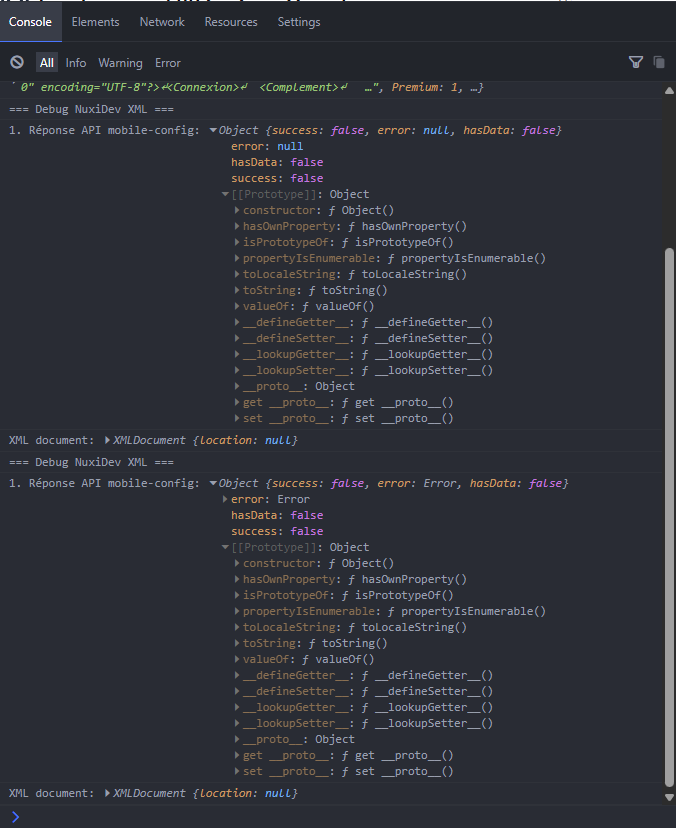 Console Elements Network Resources Settings
All Info Warning Error
0" encoding="UTF-8"?>↵<Connexion>↵ <Complement>↵ …", Premium: 1, …}
=== Debug NuxiDev XML ===
1. Réponse API mobile-config: ▼Object {success: false, error: null, hasData: false}
error: null
hasData: false
success: false
▼[[Prototype]]: Object
▶constructor: ƒ Object()
▶hasOwnProperty: ƒ hasOwnProperty()
▶isPrototypeOf: ƒ isPrototypeOf()
▶propertyIsEnumerable: ƒ propertyIsEnumerable()
▶toLocaleString: ƒ toLocaleString()
▶toString: ƒ toString()
▶valueOf: ƒ valueOf()
▶__defineGetter__: ƒ __defineGetter__()
▶__defineSetter__: ƒ __defineSetter__()
▶__lookupGetter__: ƒ __lookupGetter__()
▶__lookupSetter__: ƒ __lookupSetter__()
▶__proto__: Object
▶get __proto__: ƒ get __proto__()
▶set __proto__: ƒ set __proto__()
XML document: ▶XMLDocument {location: null}
=== Debug NuxiDev XML ===
1. Réponse API mobile-config: ▼Object {success: false, error: Error, hasData: false}
▶error: Error
hasData: false
success: false
▼[[Prototype]]: Object
▶constructor: ƒ Object()
▶hasOwnProperty: ƒ hasOwnProperty()
▶isPrototypeOf: ƒ isPrototypeOf()
▶propertyIsEnumerable: ƒ propertyIsEnumerable()
▶toLocaleString: ƒ toLocaleString()
▶toString: ƒ toString()
▶valueOf: ƒ valueOf()
▶__defineGetter__: ƒ __defineGetter__()
▶__defineSetter__: ƒ __defineSetter__()
▶__lookupGetter__: ƒ __lookupGetter__()
▶__lookupSetter__: ƒ __lookupSetter__()
▶__proto__: Object
▶get __proto__: ƒ get __proto__()
▶set __proto__: ƒ set __proto__()
XML document: ▶XMLDocument {location: null}